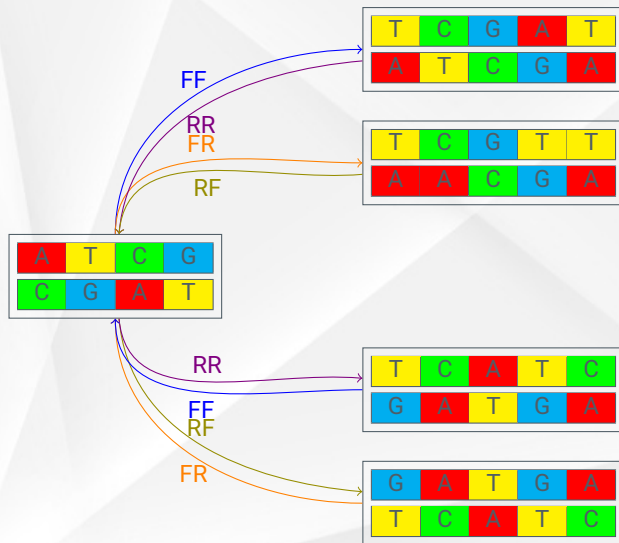 T C G A T
A T C G A
FF
RR
FR
T C G T T
A A C G A
RF
A T C G
C G A T
RR
T C A T C
G A T G A
FF
RF
FR
G A T G A
T C A T C